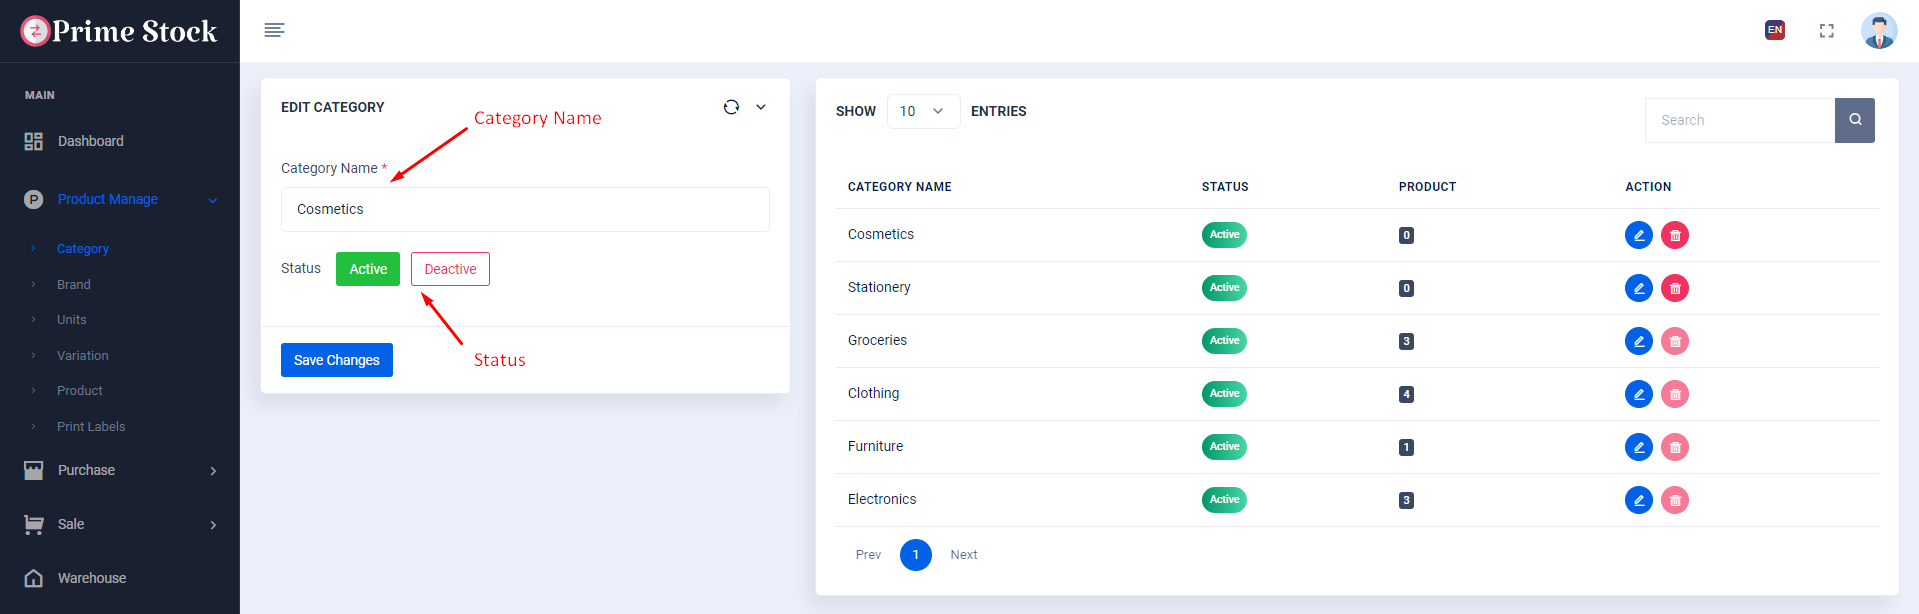 Prime Stock
EN
MAIN
Dashboard
P
Product Manage
Category
Brand
Units
Variation
Product
Print Labels
Purchase
Sale
Warehouse
EDIT CATEGORY
Category Name
Category Name *
Cosmetics
Status Active Deactive
Status
Save Changes
SHOW 10 ENTRIES
Search
CATEGORY NAME STATUS PRODUCT ACTION
Cosmetics Active 0
Stationery Active 0
Groceries Active 3
Clothing Active 4
Furniture Active 1
Electronics Active 3
Prev 1 Next